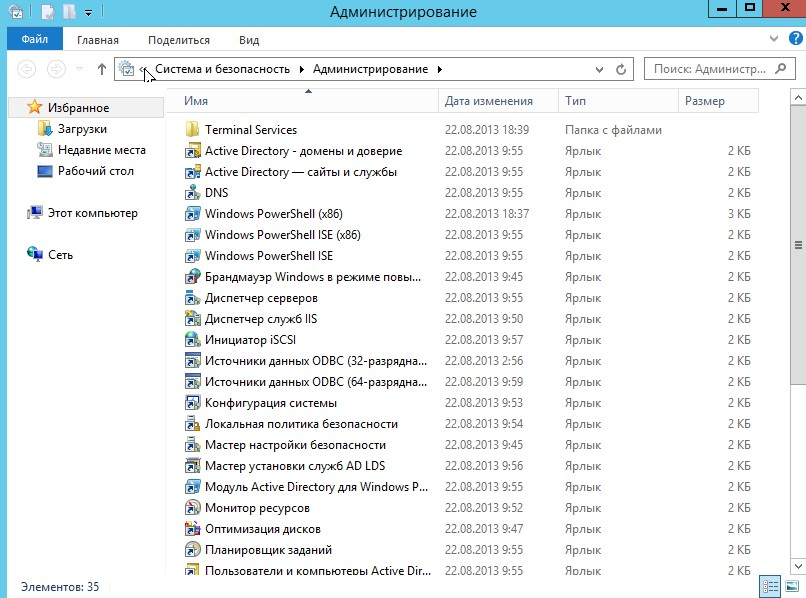 Администрирование
Файл Главная Поделиться Вид
« Система и безопасность Администрирование Поиск: Администр...
Имя Дата изменения Тип Размер
Избранное
Загрузки
Недавние места
Рабочий стол
Этот компьютер
Сеть
Terminal Services 22.08.2013 18:39 Папка с файлами
Active Directory - домены и доверие 22.08.2013 9:55 Ярлык 2 КБ
Active Directory — сайты и службы 22.08.2013 9:55 Ярлык 2 КБ
DNS 22.08.2013 9:55 Ярлык 2 КБ
Windows PowerShell (x86) 22.08.2013 18:37 Ярлык 3 КБ
Windows PowerShell ISE (x86) 22.08.2013 9:55 Ярлык 2 КБ
Windows PowerShell ISE 22.08.2013 9:55 Ярлык 2 КБ
Брандмауэр Windows в режиме повы... 22.08.2013 9:45 Ярлык 2 КБ
Диспетчер серверов 22.08.2013 9:55 Ярлык 2 КБ
Диспетчер служб IIS 22.08.2013 9:50 Ярлык 2 КБ
Инициатор iSCSI 22.08.2013 9:57 Ярлык 2 КБ
Источники данных ODBC (32-разрядна... 22.08.2013 2:56 Ярлык 2 КБ
Источники данных ODBC (64-разрядна... 22.08.2013 9:59 Ярлык 2 КБ
Конфигурация системы 22.08.2013 9:53 Ярлык 2 КБ
Локальная политика безопасности 22.08.2013 9:54 Ярлык 2 КБ
Мастер настройки безопасности 22.08.2013 9:45 Ярлык 2 КБ
Мастер установки служб AD LDS 22.08.2013 9:56 Ярлык 2 КБ
Модуль Active Directory для Windows P... 22.08.2013 9:55 Ярлык 2 КБ
Монитор ресурсов 22.08.2013 9:52 Ярлык 2 КБ
Оптимизация дисков 22.08.2013 9:47 Ярлык 2 КБ
Планировщик заданий 22.08.2013 9:55 Ярлык 2 КБ
Пользователи и компьютеры Active Dir... 22.08.2013 9:55 Ярлык 2 КБ
Элементов: 35